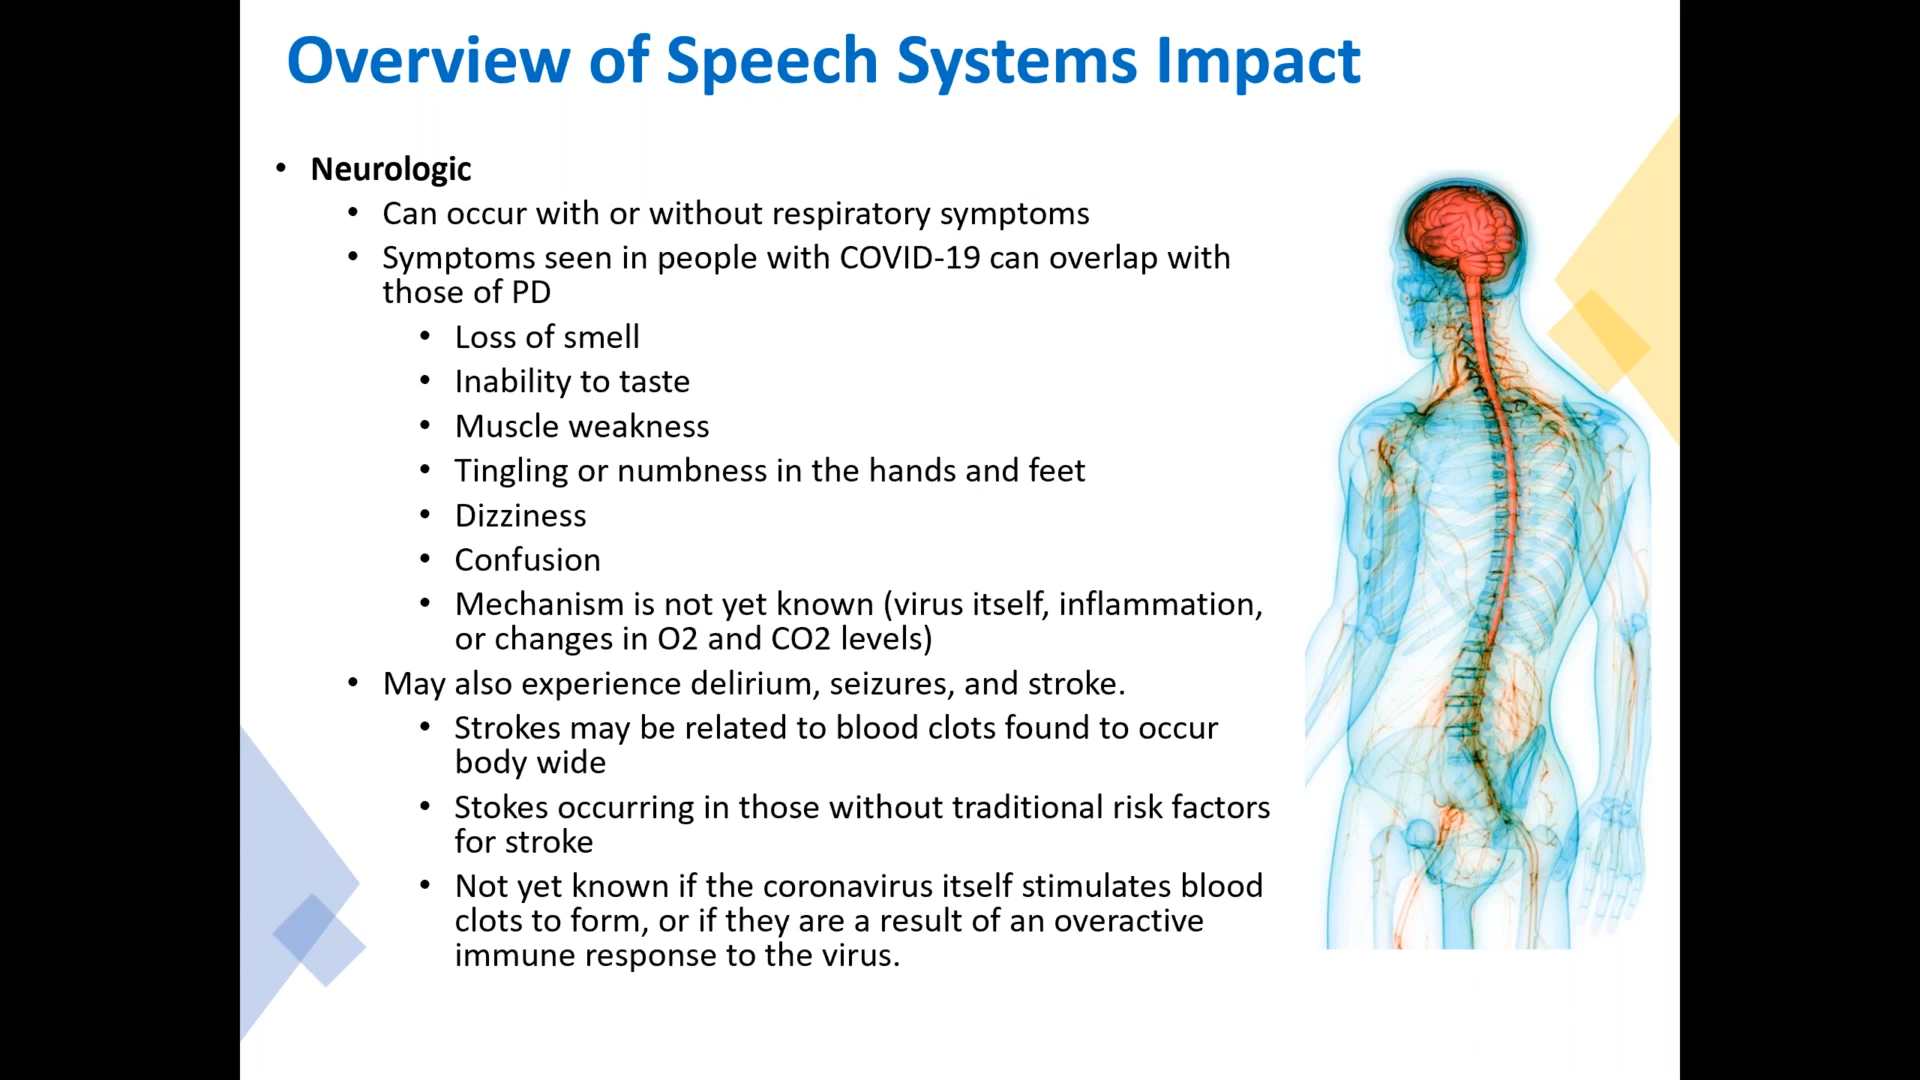 Overview of Speech Systems Impact
• Neurologic
• Can occur with or without respiratory symptoms
• Symptoms seen in people with COVID-19 can overlap with
those of PD
• Loss of smell
• Inability to taste
• Muscle weakness
• Tingling or numbness in the hands and feet
• Dizziness
• Confusion
• Mechanism is not yet known (virus itself, inflammation,
or changes in O2 and CO2 levels)
• May also experience delirium, seizures, and stroke.
• Strokes may be related to blood clots found to occur
body wide
• Stokes occurring in those without traditional risk factors
for stroke
• Not yet known if the coronavirus itself stimulates blood
clots to form, or if they are a result of an overactive
immune response to the virus.